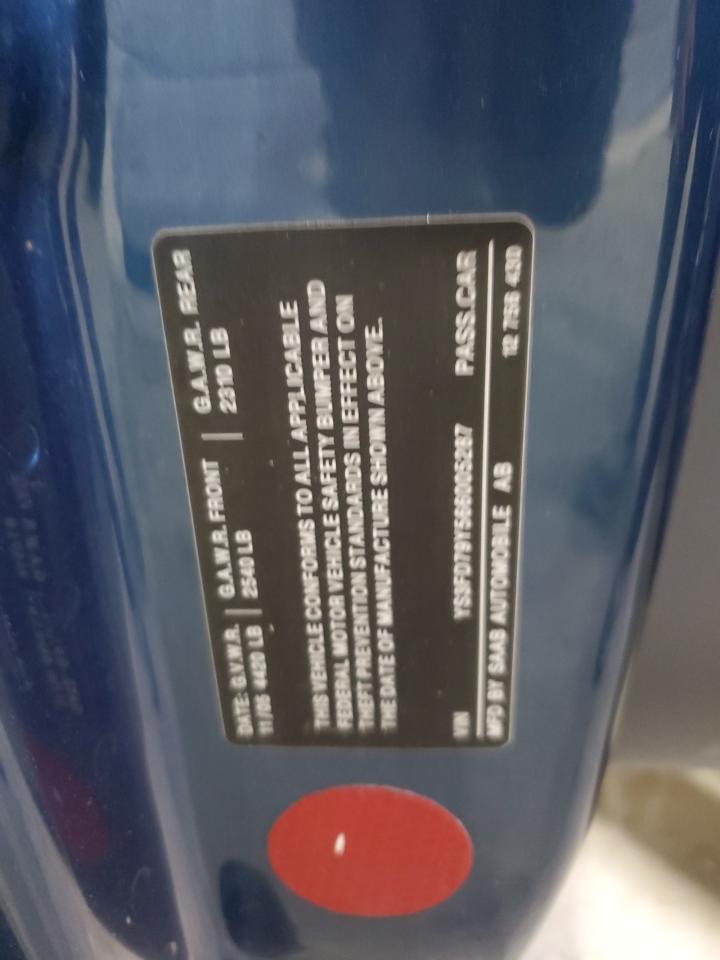 DATE: G.V.W.R. G.A.W.R. FRONT G.A.W.R. REAR
11/05 4420 LB 2540 LB 2310 LB
THIS VEHICLE CONFORMS TO ALL APPLICABLE
FEDERAL MOTOR VEHICLE SAFETY BUMPER AND
THEFT PREVENTION STANDARDS IN EFFECT ON
THE DATE OF MANUFACTURE SHOWN ABOVE.
VIN YS3FD79Y566005287 PASS.CAR
MFD BY SAAB AUTOMOBILE AB 12 7756 430